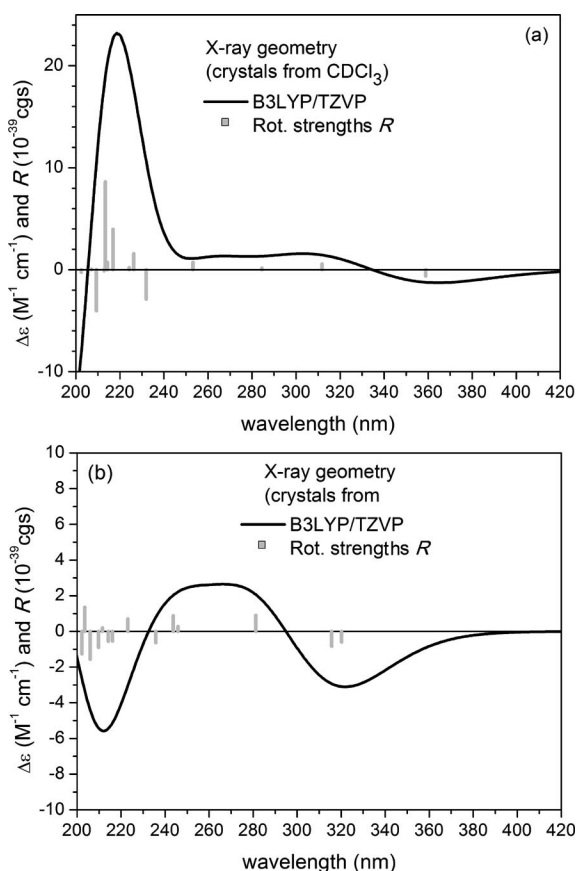 (a)
X-ray geometry
(crystals from CDCl₃)
B3LYP/TZVP
Rot. strengths R
Δε (M⁻¹ cm⁻¹) and R (10⁻³⁹cgs)
20
10
0
-10
200 220 240 260 280 300 320 340 360 380 400 420
wavelength (nm)
(b)
X-ray geometry
(crystals from
B3LYP/TZVP
Rot. strengths R
Δε (M⁻¹ cm⁻¹) and R (10⁻³⁹cgs)
10
8
6
4
2
0
-2
-4
-6
-8
-10
200 220 240 260 280 300 320 340 360 380 400 420
wavelength (nm)